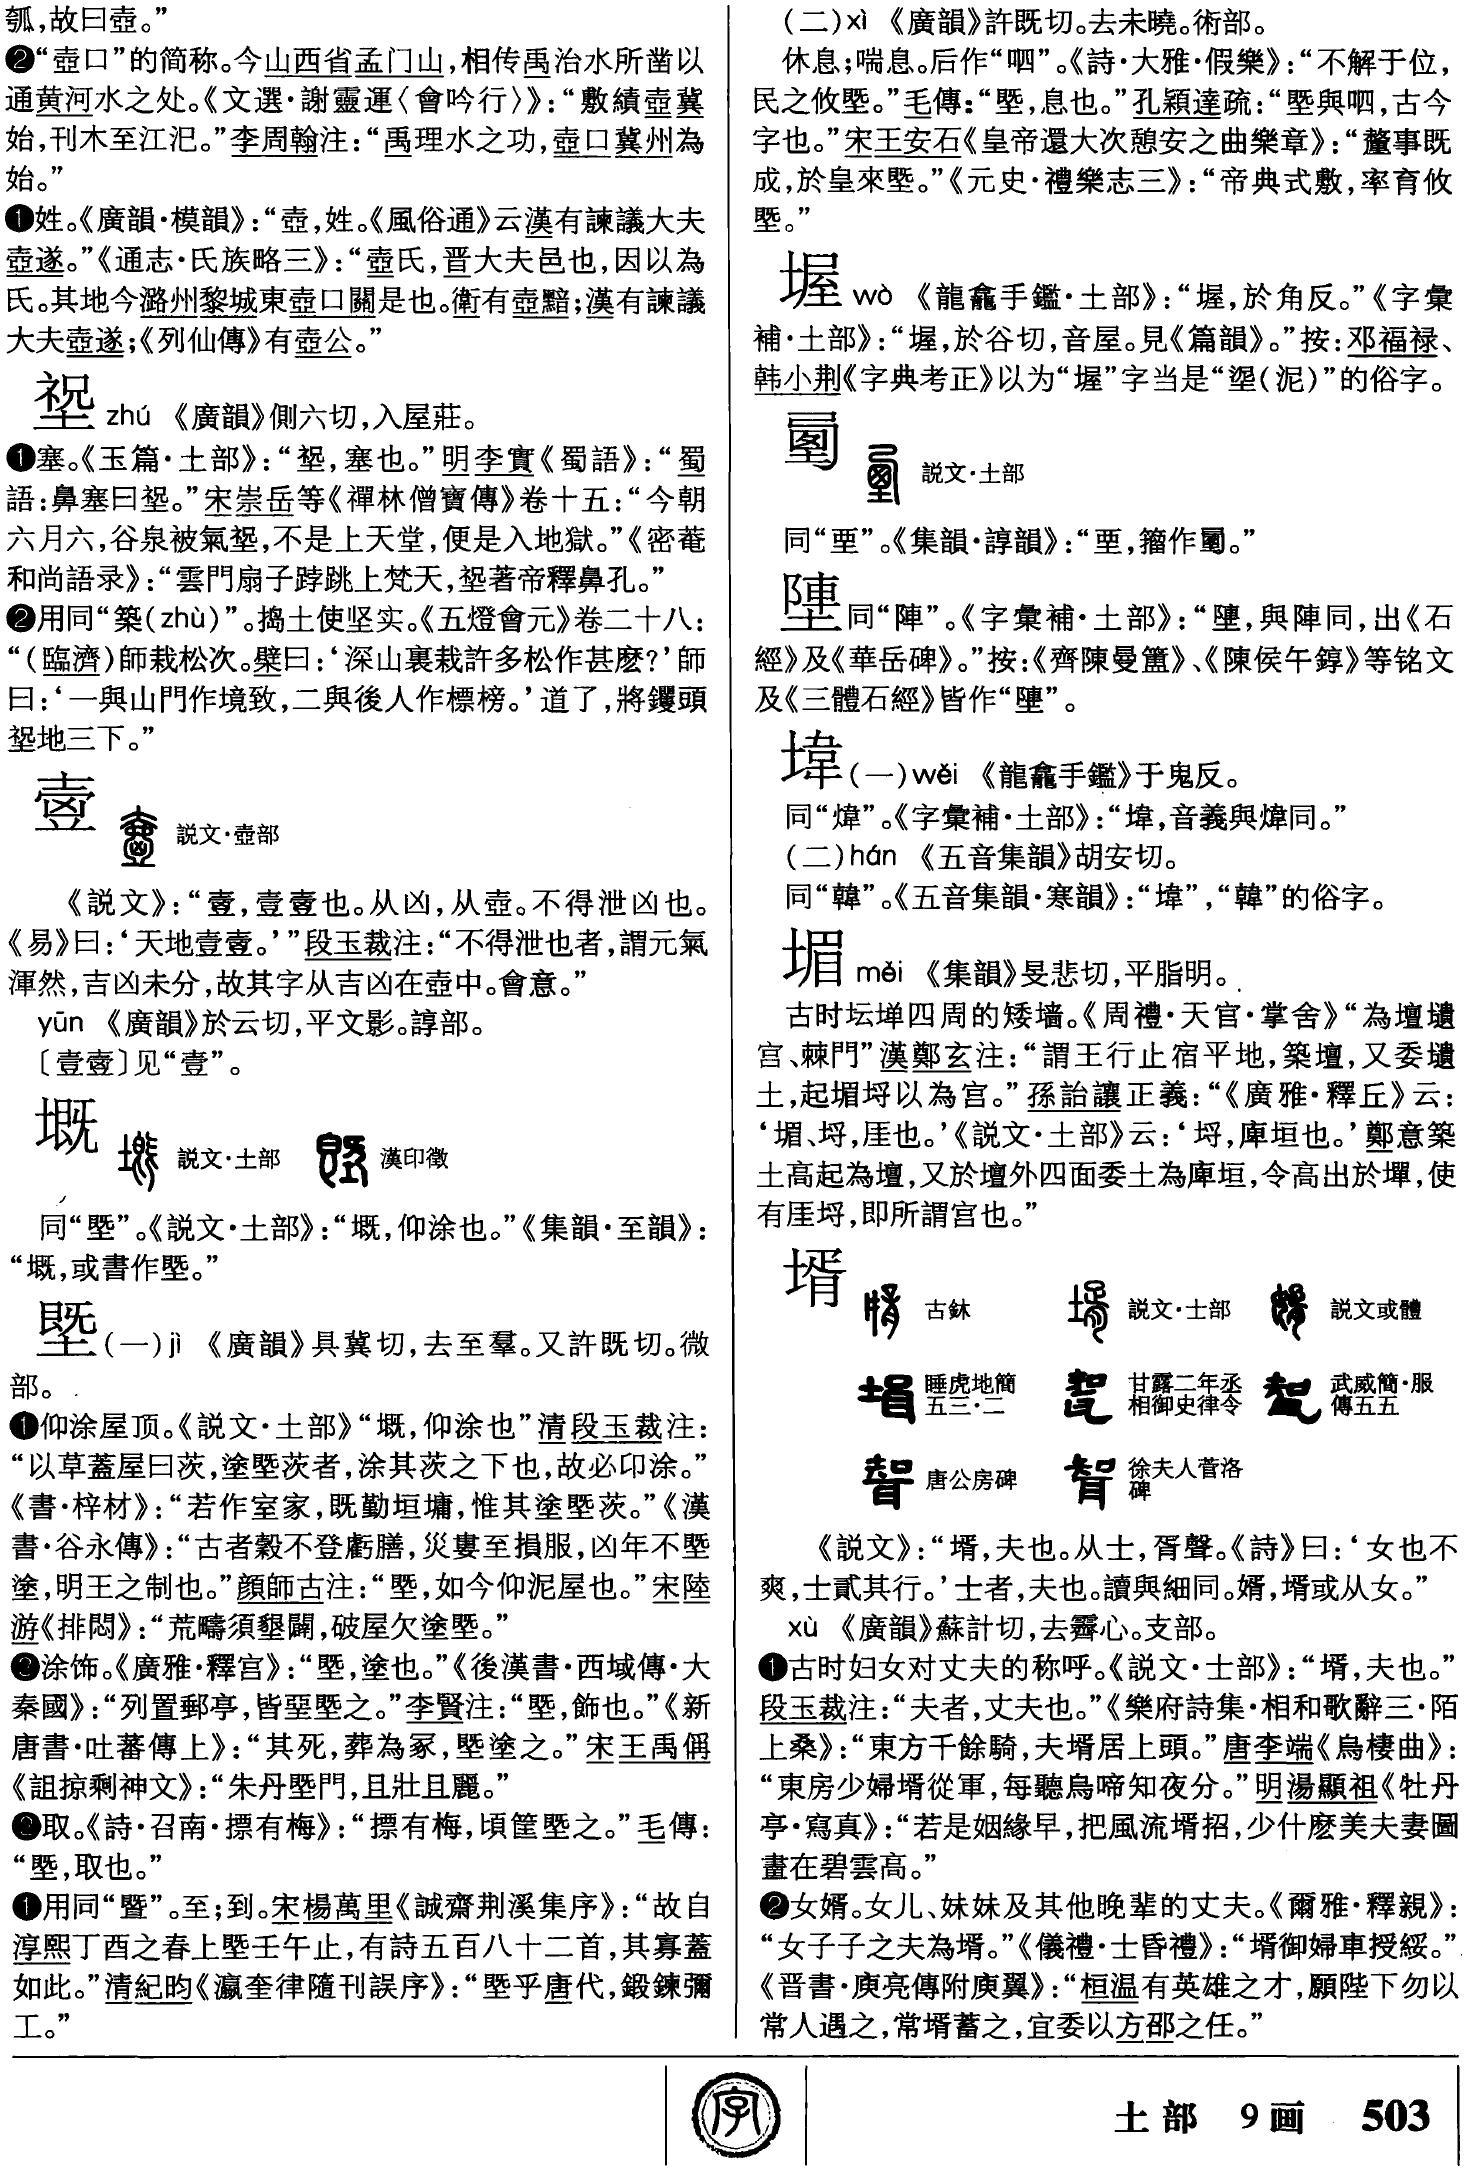 瓠，故曰壺。”
❷“壺口”的简称。今山西省孟门山，相传禹治水所凿以
通黄河水之处。《文選·謝靈運〈會吟行〉》：“敷績壺冀
始，刊木至江汜。”李周翰注：“禹理水之功，壺口冀州為
始。”
❶姓。《廣韻·模韻》：“壺，姓。《風俗通》云漢有諫議大夫
壺遂。”《通志·氏族略三》：“壺氏，晋大夫邑也，因以為
氏。其地今潞州黎城東壺口關是也。衛有壺黯；漢有諫議
大夫壺遂；《列仙傳》有壺公。”
㘾 zhú 《廣韻》側六切，入屋莊。
❶塞。《玉篇·土部》：“㘾，塞也。”明李實《蜀語》：“蜀
語：鼻塞曰㘾。”宋崇岳等《禪林僧寶傳》卷十五：“今朝
六月六，谷泉被氣㘾，不是上天堂，便是入地獄。”《密菴
和尚語录》：“雲門扇子踍跳上梵天，㘾著帝釋鼻孔。”
❷用同“築(zhù)”。搗土使坚实。《五燈會元》卷二十八：
“(臨濟)師栽松次。檗曰：‘深山裏栽許多松作甚麽？’師
曰：‘一與山門作境致，二與後人作標榜。’道了，將钁頭
㘾地三下。”
壼 説文·壺部
《説文》：“壼，壹壼也。从凶，从壺。不得泄凶也。
《易》曰：‘天地壹壼。’”段玉裁注：“不得泄也者，謂元氣
渾然，吉凶未分，故其字从吉凶在壺中。會意。”
yūn 《廣韻》於云切，平文影。諄部。
〔壹壼〕见“壹”。
墍 説文·土部 漢印徵
同“塈”。《説文·土部》：“墍，仰涂也。”《集韻·至韻》：
“墍，或書作塈。”
塈(一)jì 《廣韻》具冀切，去至羣。又許既切。微
部。
❶仰涂屋顶。《説文·土部》“墍，仰涂也”清段玉裁注：
“以草蓋屋曰茨，塗塈茨者，涂其茨之下也，故必卬涂。”
《書·梓材》：“若作室家，既勤垣墉，惟其塗塈茨。”《漢
書·谷永傳》：“古者穀不登虧膳，災婁至損服，凶年不塈
塗，明王之制也。”顔師古注：“塈，如今仰泥屋也。”宋陸
游《排悶》：“荒疇須墾闢，破屋欠塗塈。”
❷涂饰。《廣雅·釋宫》：“塈，塗也。”《後漢書·西域傳·大
秦國》：“列置郵亭，皆堊塈之。”李賢注：“塈，飾也。”《新
唐書·吐蕃傳上》：“其死，葬為冢，塈塗之。”宋王禹偁
《詛掠剩神文》：“朱丹塈門，且壯且麗。”
❸取。《詩·召南·摽有梅》：“摽有梅，頃筐塈之。”毛傳：
“塈，取也。”
❶用同“暨”。至；到。宋楊萬里《誠齋荆溪集序》：“故自
淳熙丁酉之春上塈壬午止，有詩五百八十二首，其寡蓋
如此。”清紀昀《瀛奎律隨刊誤序》：“塈乎唐代，鍛鍊彌
工。”
(二)xì 《廣韻》許既切。去未曉。術部。
休息；喘息。后作“呬”。《詩·大雅·假樂》：“不解于位，
民之攸塈。”毛傳：“塈，息也。”孔穎達疏：“塈與呬，古今
字也。”宋王安石《皇帝還大次憩安之曲樂章》：“釐事既
成，於皇來塈。”《元史·禮樂志三》：“帝典式敷，率育攸
塈。”
㙠 wò 《龍龕手鑑·土部》：“㙠，於角反。”《字彙
補·土部》：“㙠，於谷切，音屋。見《篇韻》。”按：邓福禄、
韩小荆《字典考正》以为“㙠”字当是“埿(泥)”的俗字。
説文·土部
同“垔”。《集韻·諄韻》：“垔，籀作𡎑。”
塦同“陣”。《字彙補·土部》：“塦，與陣同，出《石
經》及《華岳碑》。”按：《齊陳曼簠》、《陳侯午錞》等铭文
及《三體石經》皆作“塦”。
㙔(一)wěi 《龍龕手鑑》于鬼反。
同“煒”。《字彙補·土部》：“㙔，音義與煒同。”
(二)hán 《五音集韻》胡安切。
同“韓”。《五音集韻·寒韻》：“㙔”，“韓”的俗字。
堳 měi 《集韻》旻悲切，平脂明。
古时坛埤四周的矮墙。《周禮·天官·掌舍》“為壇壝
宫、棘門”漢鄭玄注：“謂王行止宿平地，築壇，又委壝
土，起堳埒以為宫。”孫詒讓正義：“《廣雅·釋丘》云：
‘堳、埒，厓也。’《説文·土部》云：‘埒，庳垣也。’鄭意築
土高起為壇，又於壇外四面委土為庳垣，令高出於墠，使
有厓埒，即所謂宫也。”
壻 古鉢 説文·士部 説文或體
睡虎地簡五三·二 甘露二年丞相御史律令 武威簡·服傳五五
唐公房碑 徐夫人菅洛碑
《説文》：“壻，夫也。从士，胥聲。《詩》曰：‘女也不
爽，士貳其行。’士者，夫也。讀與細同。婿，壻或从女。”
xù 《廣韻》蘇計切，去霽心。支部。
❶古时妇女对丈夫的称呼。《説文·士部》：“壻，夫也。”
段玉裁注：“夫者，丈夫也。”《樂府詩集·相和歌辭三·陌
上桑》：“東方千餘騎，夫壻居上頭。”唐李端《烏棲曲》：
“東房少婦壻從軍，每聽烏啼知夜分。”明湯顯祖《牡丹
亭·寫真》：“若是姻緣早，把風流壻招，少什麽美夫妻圖
畫在碧雲高。”
❷女婿。女儿、妹妹及其他晚辈的丈夫。《爾雅·釋親》：
“女子子之夫為壻。”《儀禮·士昏禮》：“壻御婦車授綏。”
《晋書·庾亮傳附庾翼》：“桓温有英雄之才，願陛下勿以
常人遇之，常壻蓄之，宜委以方邵之任。”
字
土部 9画 503